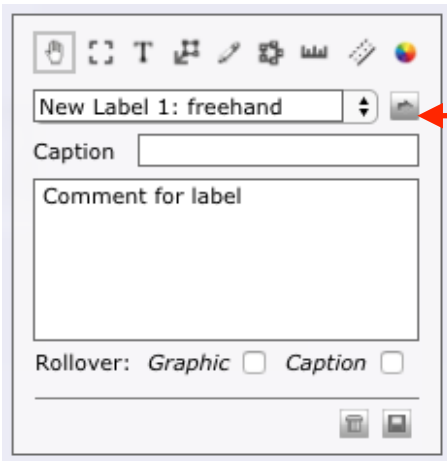 T
New Label 1: freehand
Caption
Comment for label
Rollover: Graphic Caption